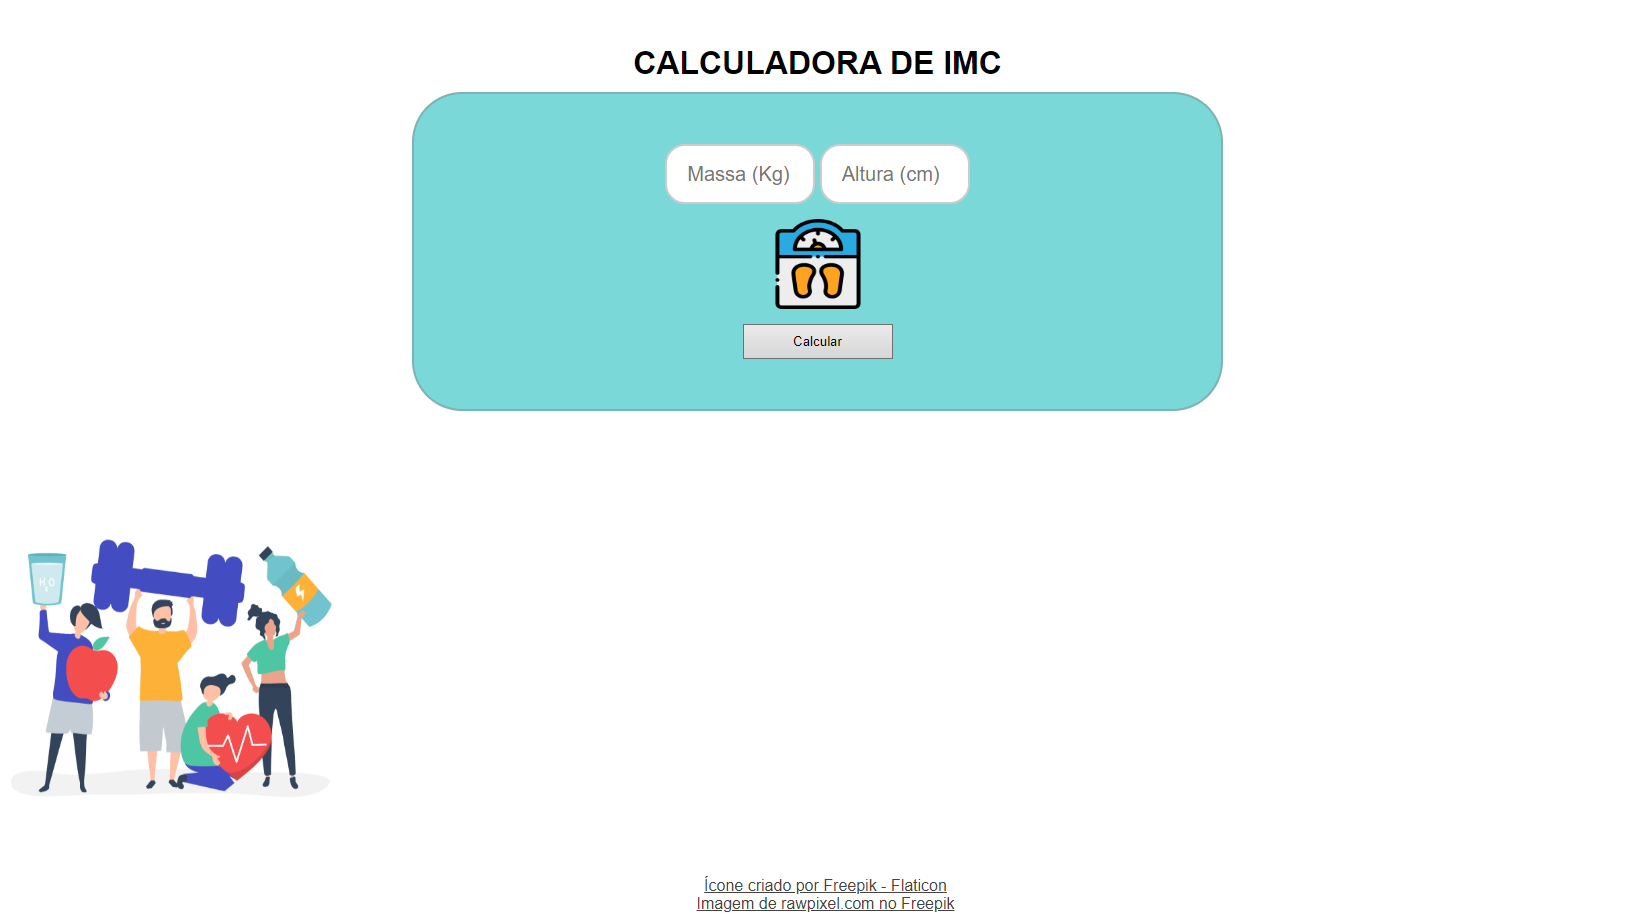 CALCULADORA DE IMC
Massa (Kg) Altura (cm)
Calcular
H2O
Ícone criado por Freepik - Flaticon
Imagem de rawpixel.com no Freepik